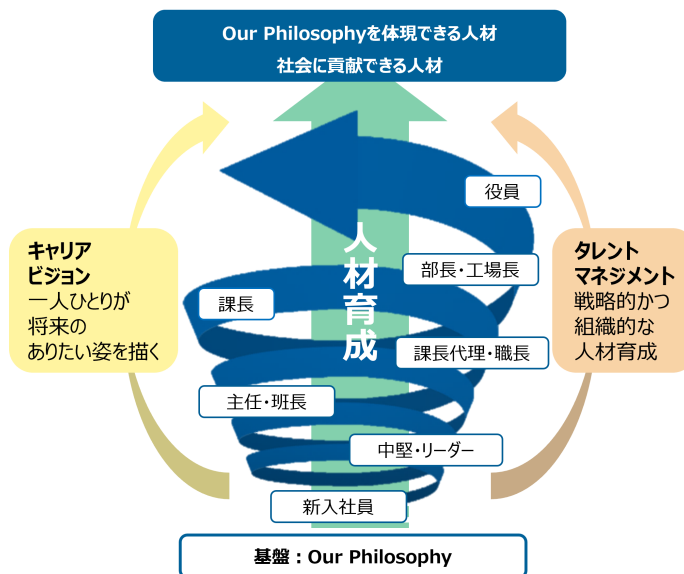 Our Philosophyを体現できる人材
社会に貢献できる人材
役員
キャリア
ビジョン
一人ひとりが
将来の
ありたい姿を描く
人材育成
タレント
マネジメント
戦略的かつ
組織的な
人材育成
部長・工場長
課長
課長代理・職長
主任・班長
中堅・リーダー
新入社員
基盤：Our Philosophy